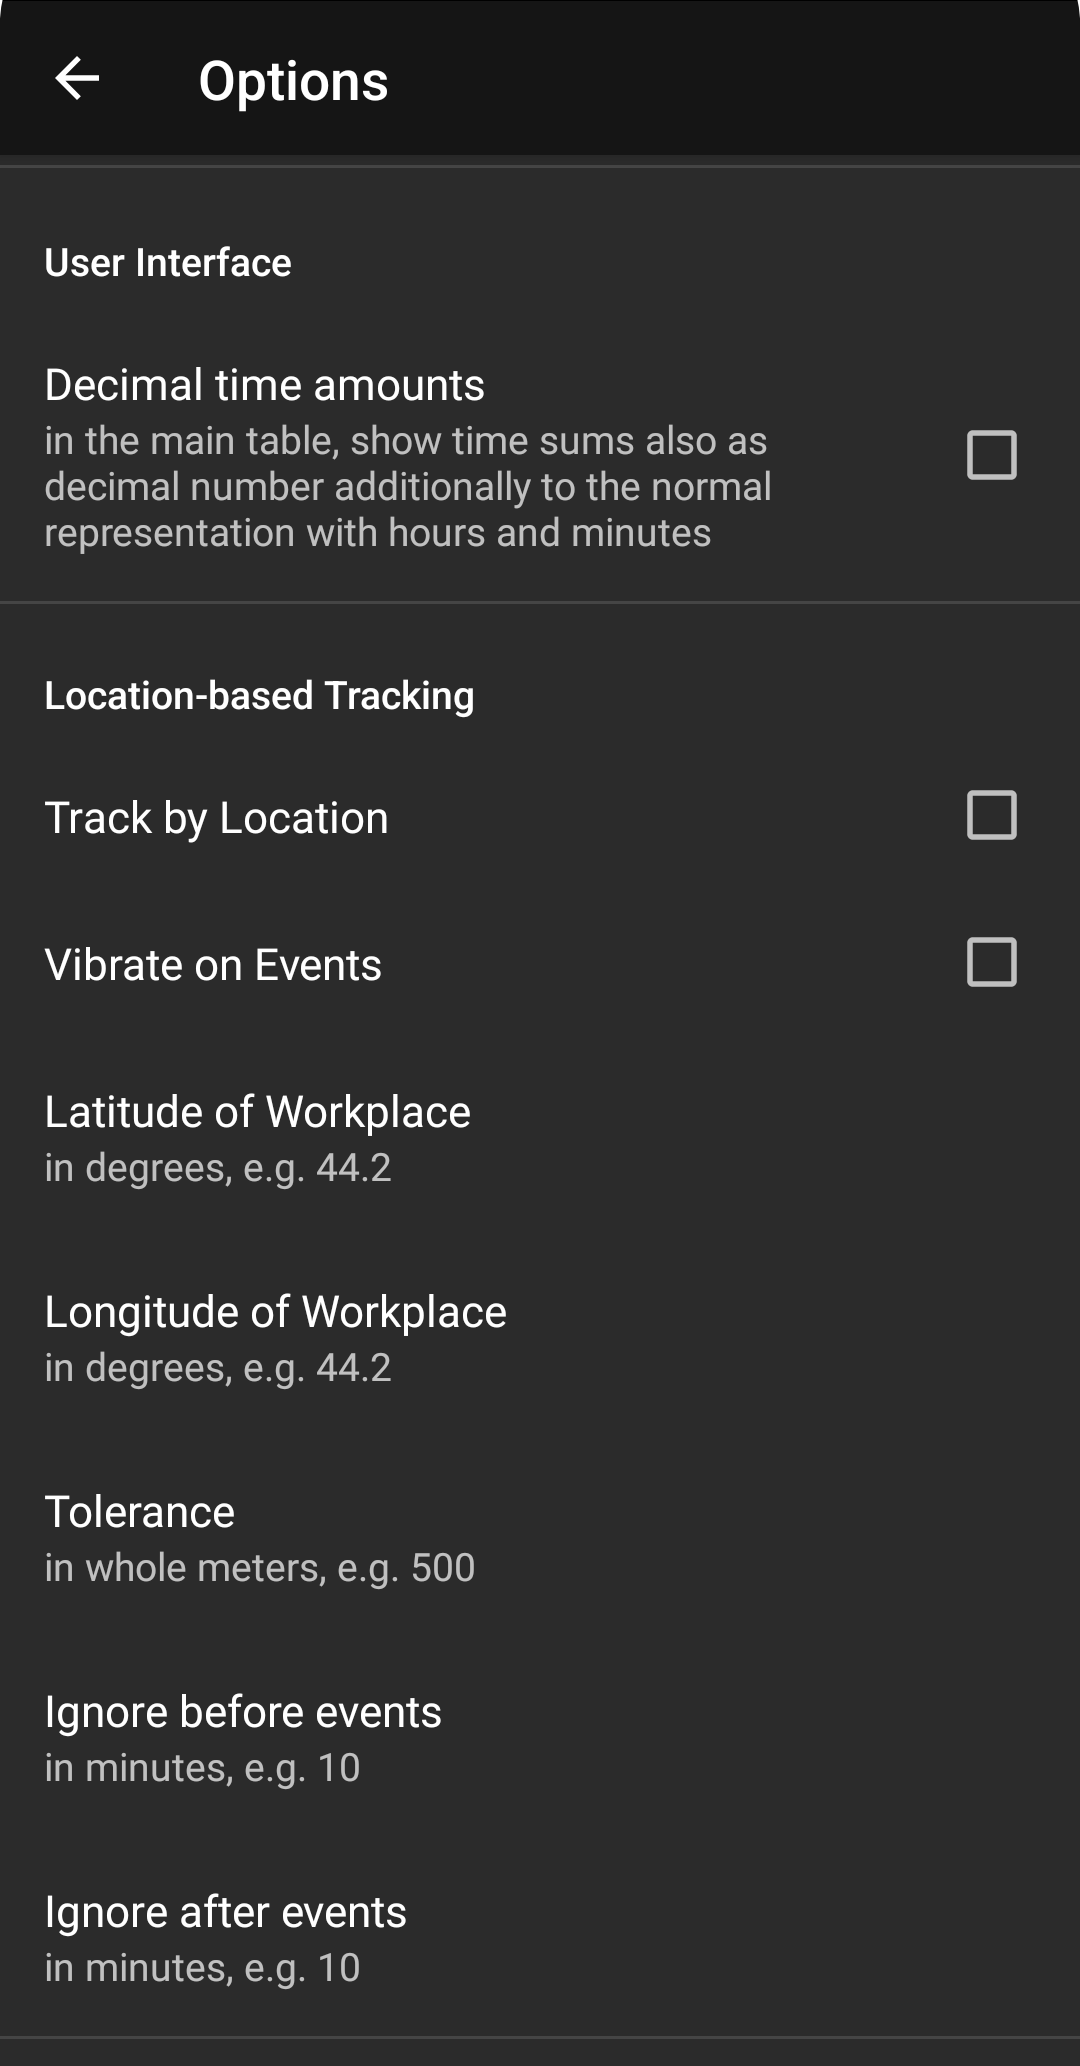 Options
User Interface
Decimal time amounts
in the main table, show time sums also as
decimal number additionally to the normal
representation with hours and minutes
Location-based Tracking
Track by Location
Vibrate on Events
Latitude of Workplace
in degrees, e.g. 44.2
Longitude of Workplace
in degrees, e.g. 44.2
Tolerance
in whole meters, e.g. 500
Ignore before events
in minutes, e.g. 10
Ignore after events
in minutes, e.g. 10